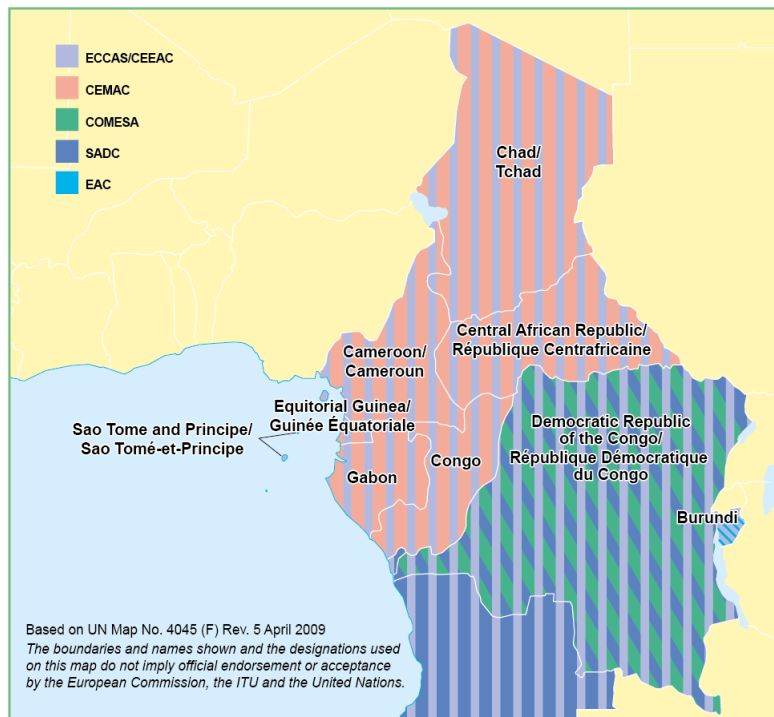 ECCAS/CEEAC
CEMAC
COMESA
SADC
EAC
Chad/
Tchad
Central African Republic/
République Centrafricaine
Cameroon/
Cameroun
Equitorial Guinea/
Guinée Équatoriale
Sao Tome and Principe/
Sao Tomé-et-Principe
Gabon
Congo
Democratic Republic
of the Congo/
République Démocratique
du Congo
Burundi
Based on UN Map No. 4045 (F) Rev. 5 April 2009
The boundaries and names shown and the designations used
on this map do not imply official endorsement or acceptance
by the European Commission, the ITU and the United Nations.